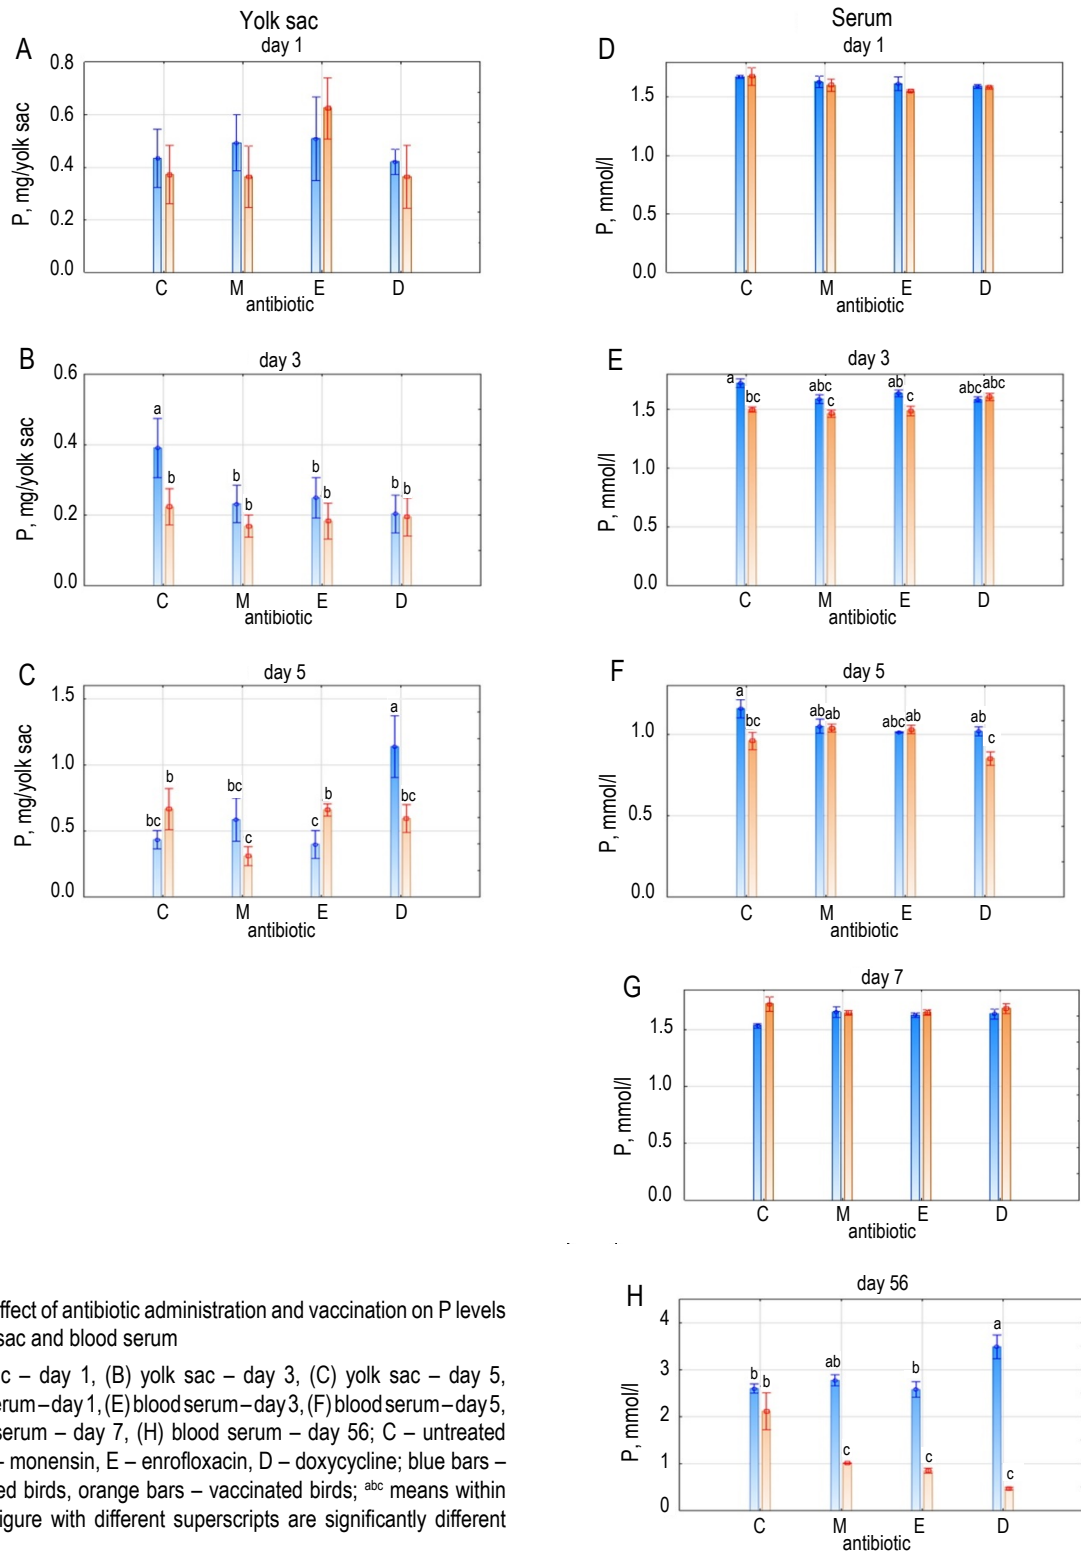 Yolk sac
A
day 1
P, mg/yolk sac
0.8
0.6
0.4
0.2
0.0
C M E D
antibiotic
B
day 3
P, mg/yolk sac
0.6
0.4
0.2
0.0
a b b b b b b b
C M E D
antibiotic
C
day 5
P, mg/yolk sac
1.5
1.0
0.5
0.0
bc b bc c c b a bc
C M E D
antibiotic
Serum
D
day 1
P, mmol/l
1.5
1.0
0.5
0.0
C M E D
antibiotic
E
day 3
P, mmol/l
1.5
1.0
0.5
0.0
a bc abc c ab c abc abc
C M E D
antibiotic
F
day 5
P, mmol/l
1.0
0.5
0.0
a bc ab ab abc ab ab c
C M E D
antibiotic
G
day 7
P, mmol/l
1.5
1.0
0.5
0.0
C M E D
antibiotic
H
day 56
P, mmol/l
4
3
2
1
0
b b ab c b c a c
C M E D
antibiotic
ffect of antibiotic administration and vaccination on P levels
sac and blood serum
c – day 1, (B) yolk sac – day 3, (C) yolk sac – day 5,
erum – day 1, (E) blood serum – day 3, (F) blood serum – day 5,
serum – day 7, (H) blood serum – day 56; C – untreated
– monensin, E – enrofloxacin, D – doxycycline; blue bars –
ed birds, orange bars – vaccinated birds; abc means within
igure with different superscripts are significantly different